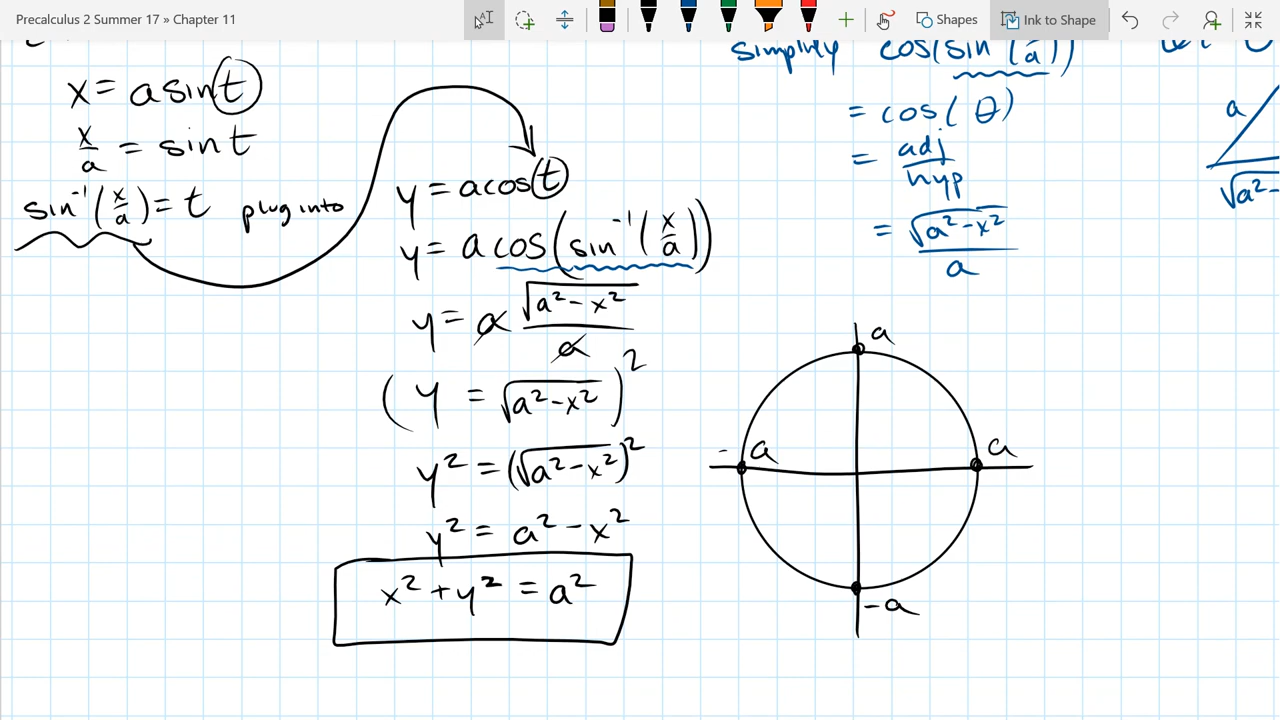 Precalculus 2 Summer 17 » Chapter 11
Shapes
Ink to Shape
x = a sin t
x/a = sin t
sin⁻¹(x/a) = t plug into
y = a cos t
y = a cos(sin⁻¹(x/a))
y = a √(a² - x²)/a
(y = √(a² - x²))²
y² = (√(a² - x²))²
y² = a² - x²
x² + y² = a²
simplify cos(sin (x/a))
= cos(θ)
= adj/hyp
= √(a² - x²)/a
a
√a² -
a
-a
a
-a